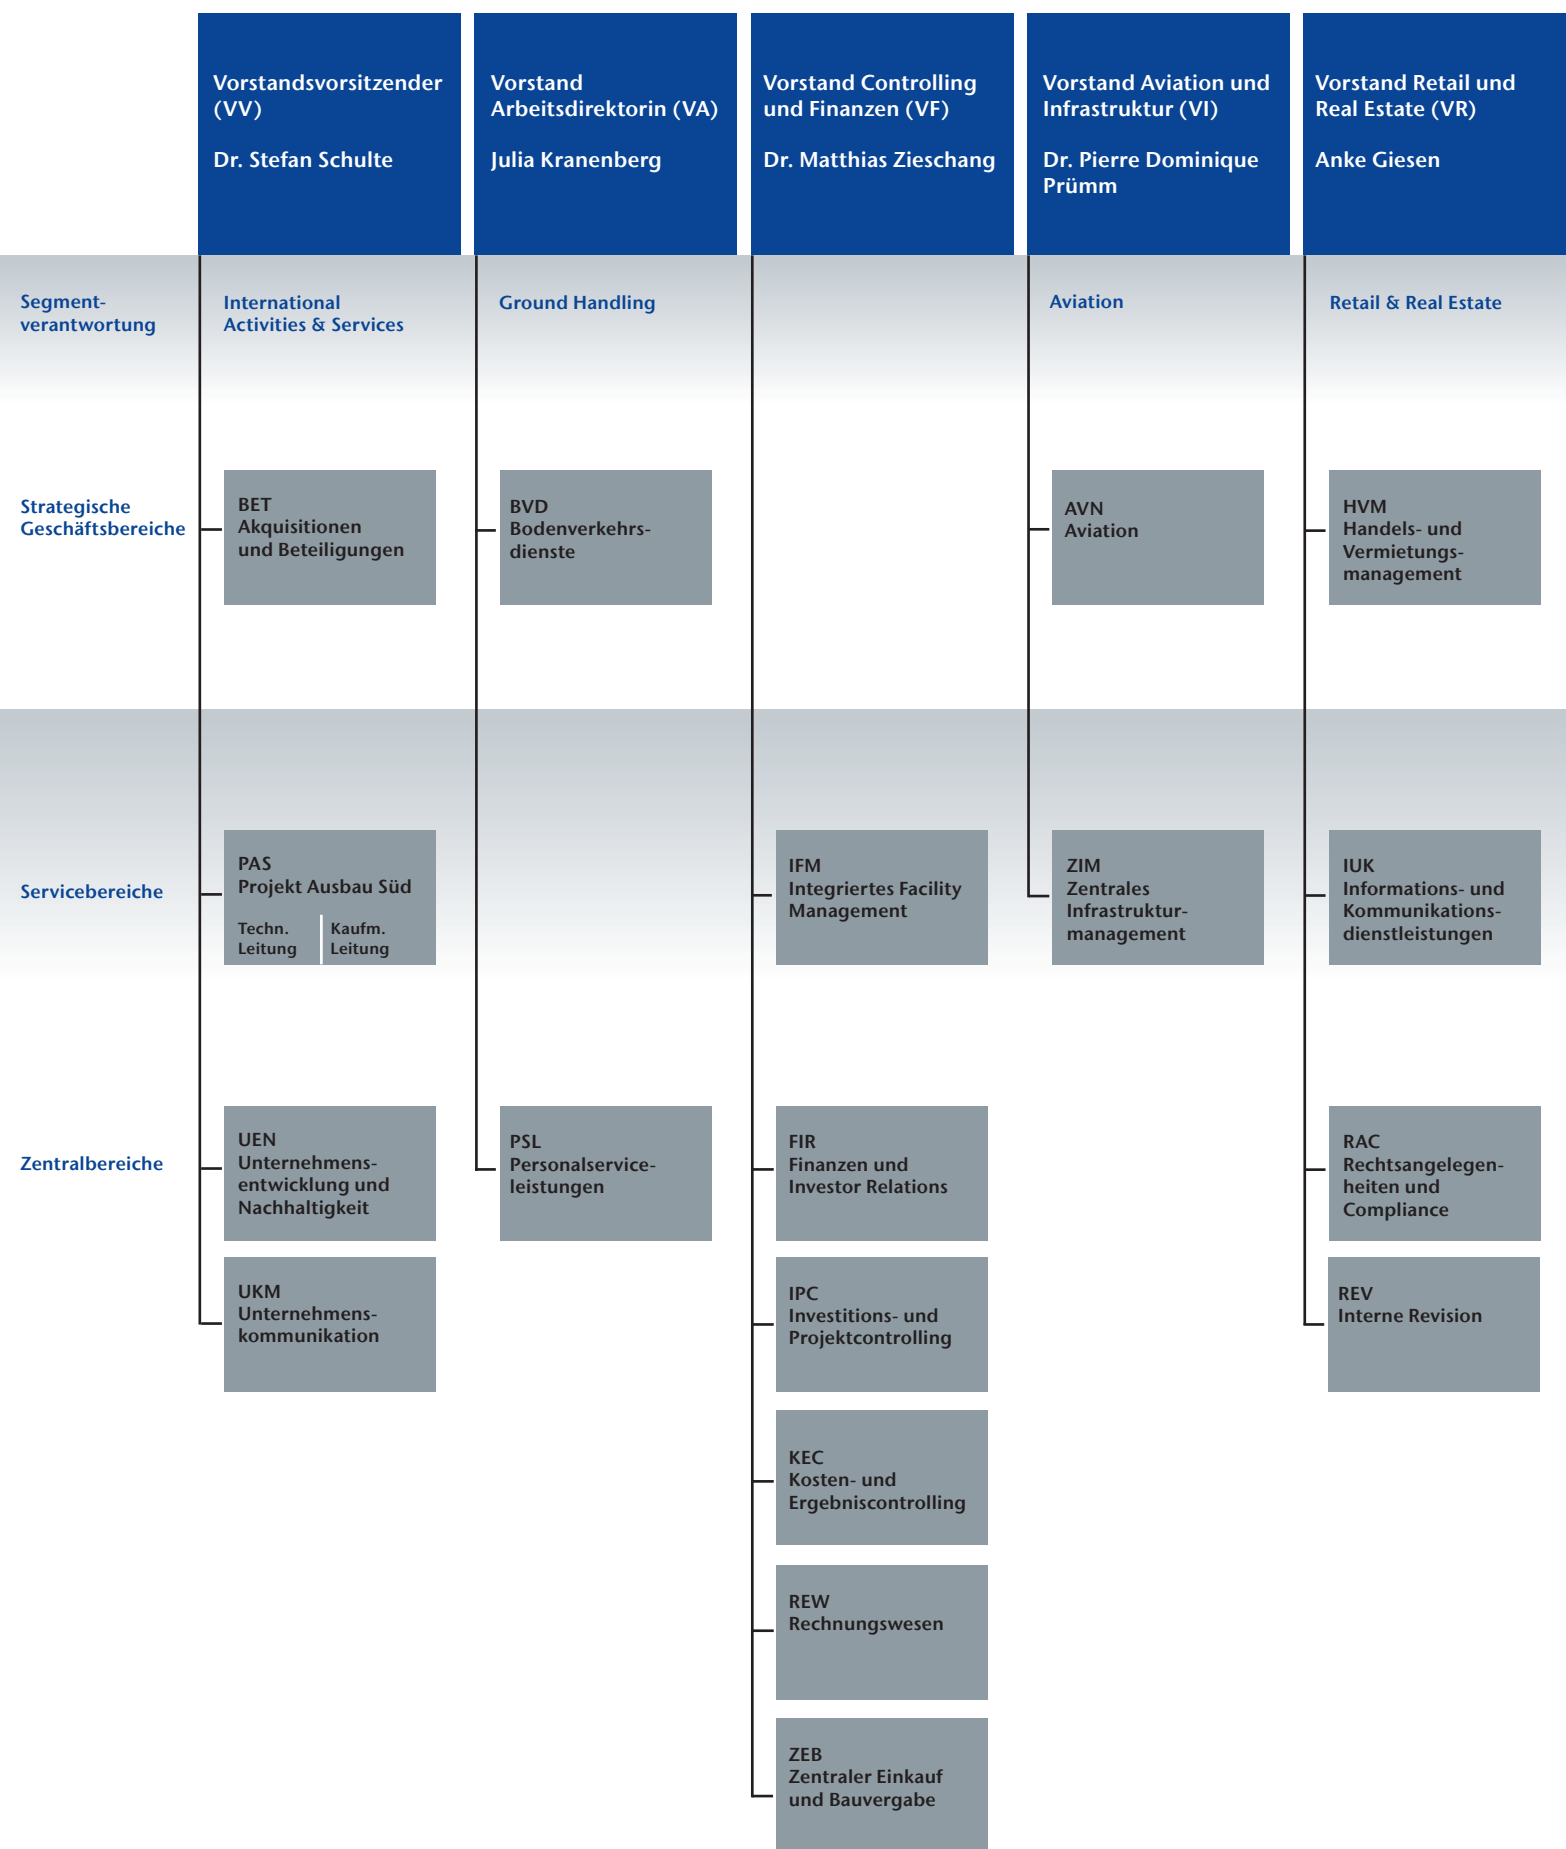 Vorstandsvorsitzender
(VV)
Dr. Stefan Schulte
Vorstand
Arbeitsdirektorin (VA)
Julia Kranenberg
Vorstand Controlling
und Finanzen (VF)
Dr. Matthias Zieschang
Vorstand Aviation und
Infrastruktur (VI)
Dr. Pierre Dominique
Prümm
Vorstand Retail und
Real Estate (VR)
Anke Giesen
Segment-
verantwortung
International
Activities & Services
Ground Handling
Aviation
Retail & Real Estate
Strategische
Geschäftsbereiche
BET
Akquisitionen
und Beteiligungen
BVD
Bodenverkehrs-
dienste
AVN
Aviation
HVM
Handels- und
Vermietungs-
management
Servicebereiche
PAS
Projekt Ausbau Süd
Techn.
Leitung
Kaufm.
Leitung
IFM
Integriertes Facility
Management
ZIM
Zentrales
Infrastruktur-
management
IUK
Informations- und
Kommunikations-
dienstleistungen
Zentralbereiche
UEN
Unternehmens-
entwicklung und
Nachhaltigkeit
PSL
Personalservice-
leistungen
FIR
Finanzen und
Investor Relations
RAC
Rechtsangelegen-
heiten und
Compliance
UKM
Unternehmens-
kommunikation
IPC
Investitions- und
Projektcontrolling
REV
Interne Revision
KEC
Kosten- und
Ergebniscontrolling
REW
Rechnungswesen
ZEB
Zentraler Einkauf
und Bauvergabe